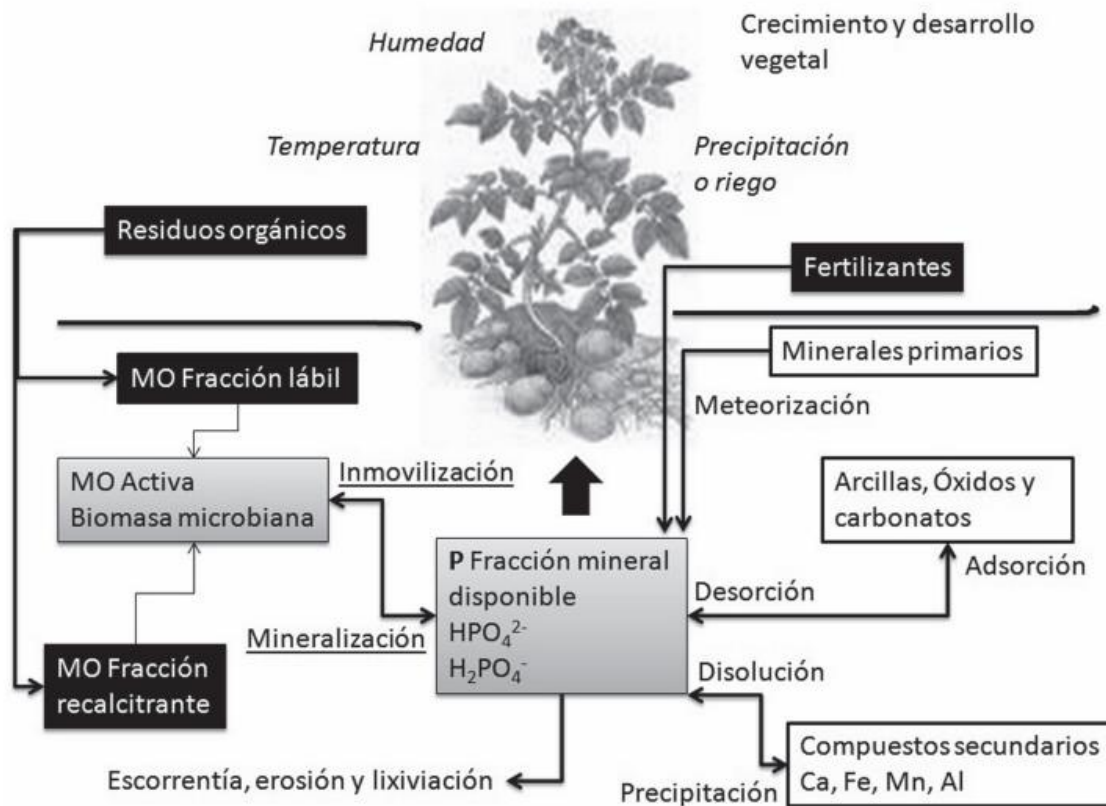 Humedad
Crecimiento y desarrollo
vegetal
Temperatura
Precipitación
o riego
Residuos orgánicos
Fertilizantes
Minerales primarios
MO Fracción lábil
Meteorización
Inmovilización
MO Activa
Biomasa microbiana
Arcillas, Óxidos y
carbonatos
P Fracción mineral
disponible
HPO₄²⁻
H₂PO₄⁻
Desorción
Adsorción
Mineralización
MO Fracción
recalcitrante
Disolución
Compuestos secundarios
Ca, Fe, Mn, Al
Escorrentía, erosión y lixiviación
Precipitación